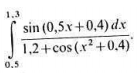 1,3
∫ sin (0,5x+0,4) dx / 1,2+cos (x²+0.4) .
0.5